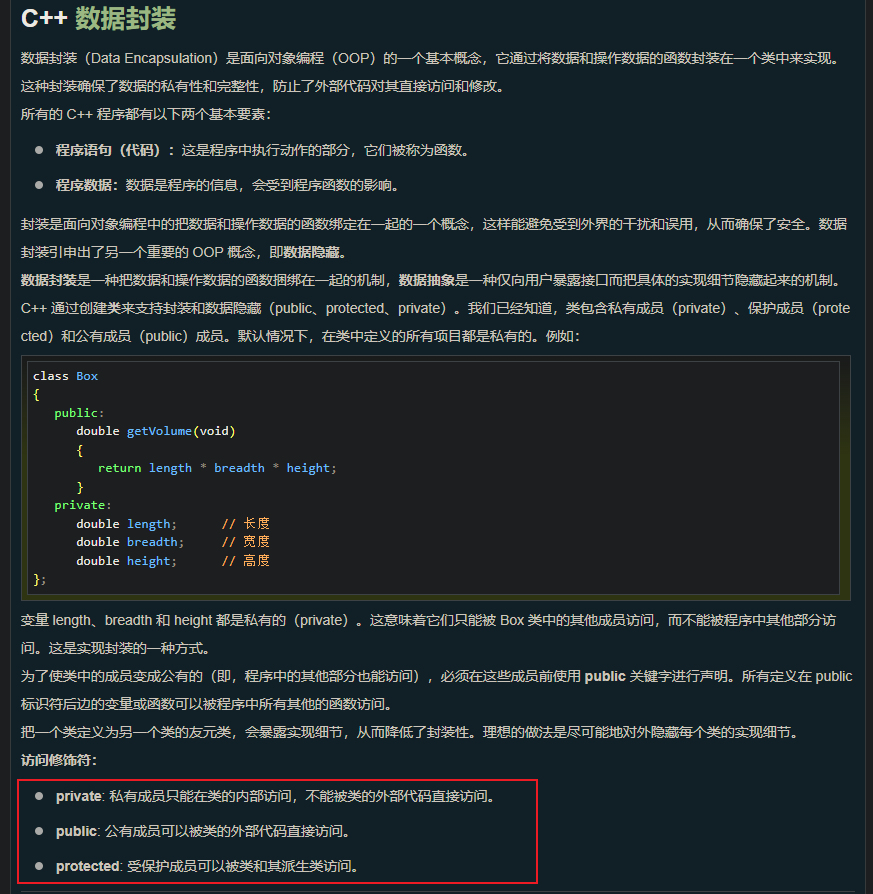 C++ 数据封装
数据封装（Data Encapsulation）是面向对象编程（OOP）的一个基本概念，它通过将数据和操作数据的函数封装在一个类中来实现。
这种封装确保了数据的私有性和完整性，防止了外部代码对其直接访问和修改。
所有的 C++ 程序都有以下两个基本要素：
程序语句（代码）：这是程序中执行动作的部分，它们被称为函数。
程序数据：数据是程序的信息，会受到程序函数的影响。
封装是面向对象编程中的把数据和操作数据的函数绑定在一起的一个概念，这样能避免受到外界的干扰和误用，从而确保了安全。数据
封装引申出了另一个重要的 OOP 概念，即数据隐藏。
数据封装是一种把数据和操作数据的函数捆绑在一起的机制，数据抽象是一种仅向用户暴露接口而把具体的实现细节隐藏起来的机制。
C++ 通过创建类来支持封装和数据隐藏（public、protected、private）。我们已经知道，类包含私有成员（private）、保护成员（prote
cted）和公有成员（public）成员。默认情况下，在类中定义的所有项目都是私有的。例如：
class Box
{
   public:
      double getVolume(void)
      {
         return length * breadth * height;
      }
   private:
      double length;      // 长度
      double breadth;     // 宽度
      double height;      // 高度
};
变量 length、breadth 和 height 都是私有的（private）。这意味着它们只能被 Box 类中的其他成员访问，而不能被程序中其他部分访
问。这是实现封装的一种方式。
为了使类中的成员变成公有的（即，程序中的其他部分也能访问），必须在这些成员前使用 public 关键字进行声明。所有定义在 public
标识符后边的变量或函数可以被程序中所有其他的函数访问。
把一个类定义为另一个类的友元类，会暴露实现细节，从而降低了封装性。理想的做法是尽可能地对外隐藏每个类的实现细节。
访问修饰符：
private: 私有成员只能在类的内部访问，不能被类的外部代码直接访问。
public: 公有成员可以被类的外部代码直接访问。
protected: 受保护成员可以被类和其派生类访问。